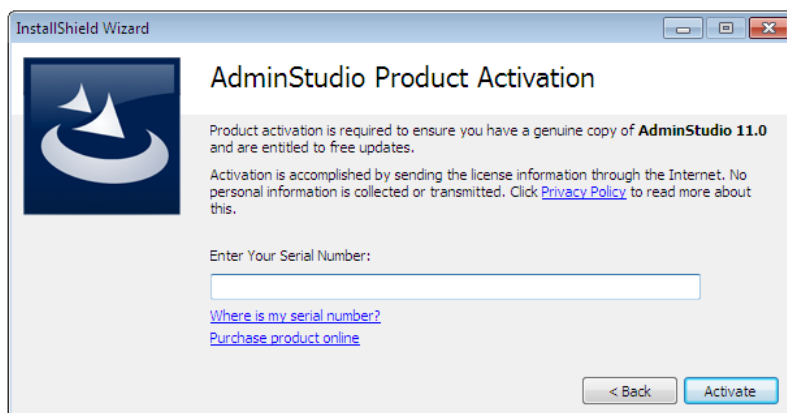 InstallShield Wizard
AdminStudio Product Activation
Product activation is required to ensure you have a genuine copy of AdminStudio 11.0
and are entitled to free updates.
Activation is accomplished by sending the license information through the Internet. No
personal information is collected or transmitted. Click Privacy Policy to read more about
this.
Enter Your Serial Number:
Where is my serial number?
Purchase product online
< Back
Activate